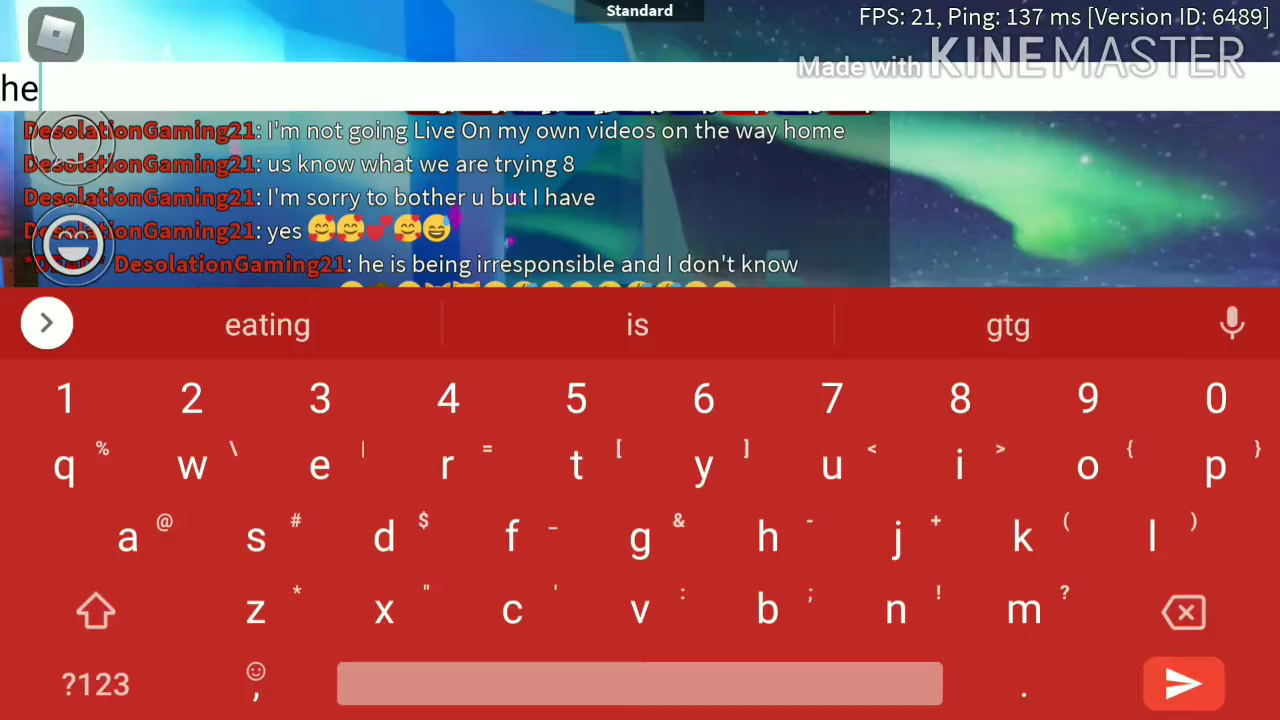 Standard
FPS: 21, Ping: 137 ms [Version ID: 6489]
Made with KINEMASTER
he
DesolationGaming21: I'm not going Live On my own videos on the way home
DesolationGaming21: us know what we are trying 8
DesolationGaming21: I'm sorry to bother u but I have
DesolationGaming21: yes 🥰🥰💕🥰😅
DesolationGaming21: he is being irresponsible and I don't know
eating is gtg
1 2 3 4 5 6 7 8 9 0
q % w \ e | r = t [ y ] u < i > o { p }
a @ s # d $ f _ g & h - j + k ( l )
z * x " c ' v : b ; n ! m ?
?123 , .